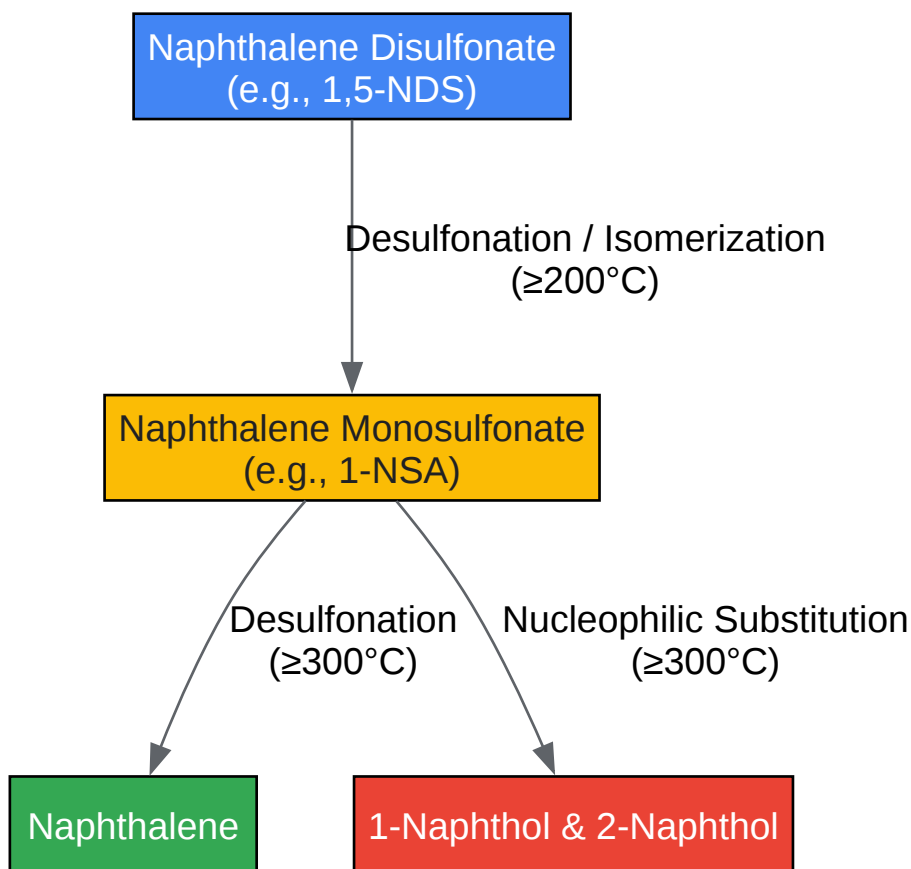 Naphthalene Disulfonate
(e.g., 1,5-NDS)
Desulfonation / Isomerization
(≥200°C)
Naphthalene Monosulfonate
(e.g., 1-NSA)
Desulfonation
(≥300°C)
Nucleophilic Substitution
(≥300°C)
Naphthalene
1-Naphthol & 2-Naphthol